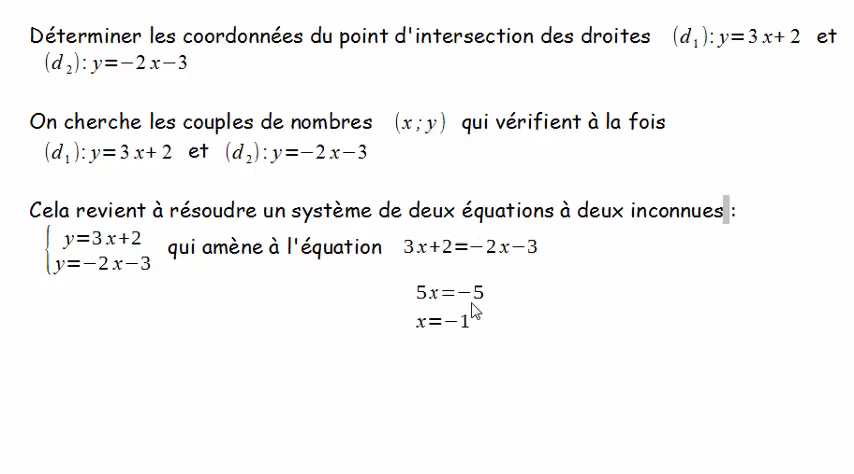 Déterminer les coordonnées du point d'intersection des droites (d₁): y=3x+2 et
(d₂): y=−2x−3
On cherche les couples de nombres (x;y) qui vérifient à la fois
(d₁): y=3x+2 et (d₂): y=−2x−3
Cela revient à résoudre un système de deux équations à deux inconnues :
{ y=3x+2
y=−2x−3 qui amène à l'équation 3x+2=−2x−3
5x=−5
x=−1